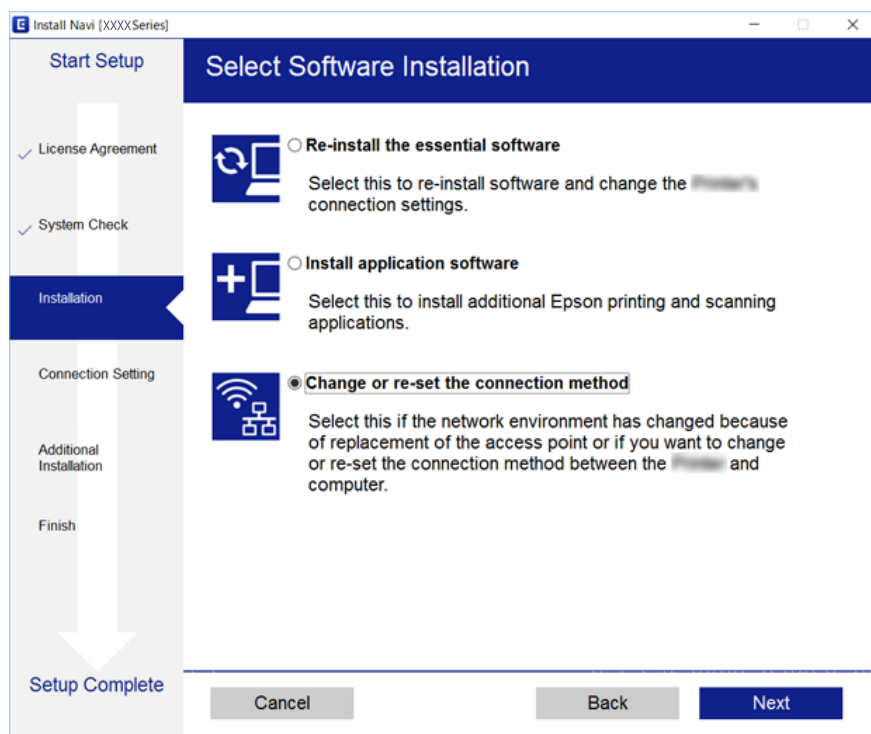 Install Navi [XXXX Series]
Start Setup
License Agreement
System Check
Installation
Connection Setting
Additional
Installation
Finish
Setup Complete
Select Software Installation
Re-install the essential software
Select this to re-install software and change the
connection settings.
Install application software
Select this to install additional Epson printing and scanning
applications.
Change or re-set the connection method
Select this if the network environment has changed because
of replacement of the access point or if you want to change
or re-set the connection method between the and
computer.
Cancel
Back
Next